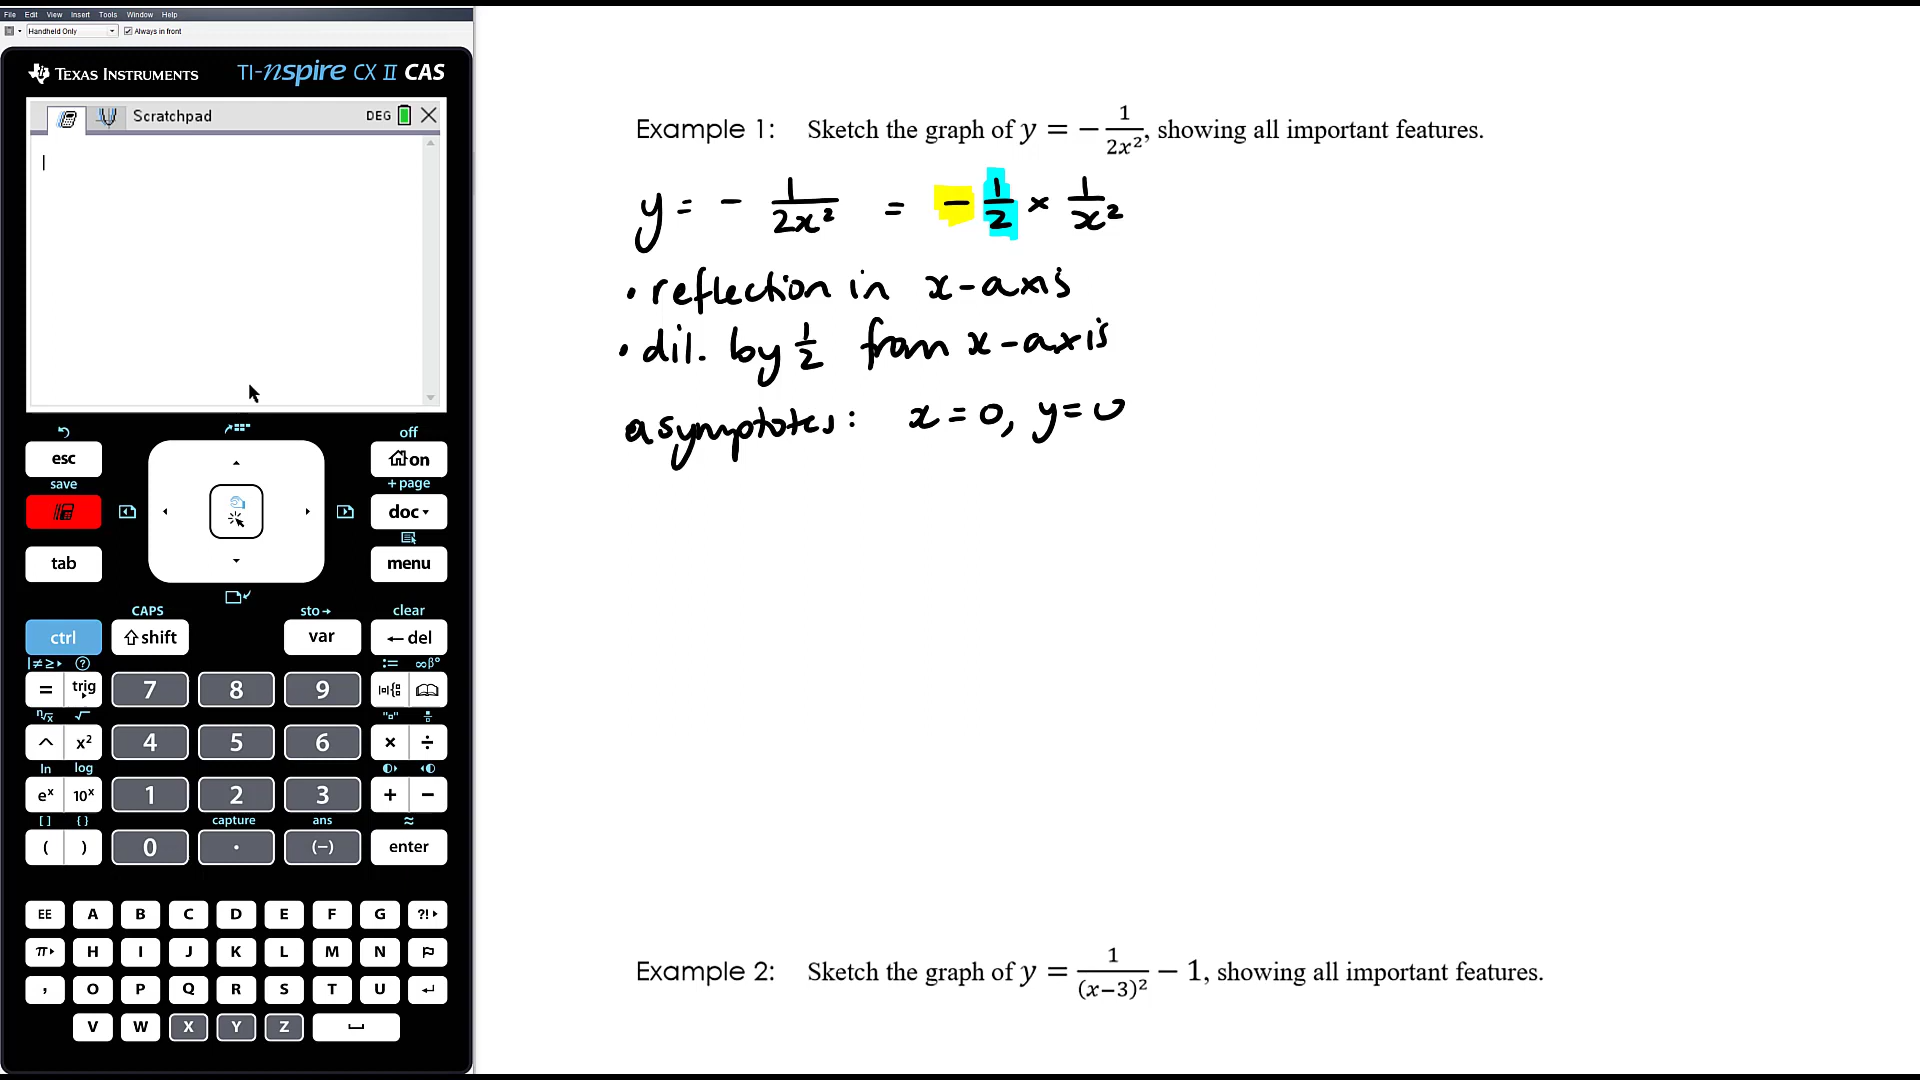 File Edit View Insert Tools Window Help
Handheld Only Always in front
TEXAS INSTRUMENTS TI-nspire CX II CAS
Scratchpad DEG
off
esc on
save + page
doc
tab menu
CAPS sto→ clear
ctrl ⇧shift var ←del
|≠≥▸ ? := ∞β°
= trig 7 8 9
ⁿ√x √ "▫"
^ x² 4 5 6 × ÷
ln log
eˣ 10ˣ 1 2 3 + −
[ ] { } capture ans ≈
( ) 0 . (−) enter
EE A B C D E F G ?!▸
π▸ H I J K L M N
, O P Q R S T U ↵
V W X Y Z
Example 1: Sketch the graph of y = −1/(2x²), showing all important features.
y = − 1/(2x²) = − 1/2 × 1/x²
• reflection in x-axis
• dil. by 1/2 from x-axis
asymptotes: x = 0, y = 0
Example 2: Sketch the graph of y = 1/(x−3)² − 1, showing all important features.